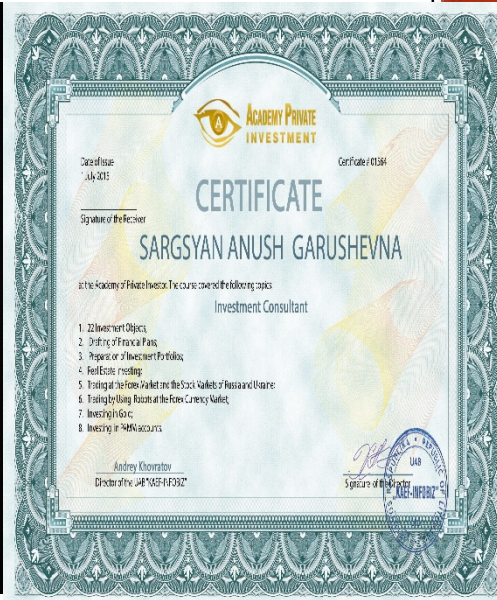 ACADEMY PRIVATE
INVESTMENT
Date of Issue
1 July 2015
Certificate # 01564
CERTIFICATE
Signature of the Receiver
SARGSYAN ANUSH GARUSHEVNA
at the Academy of Private Investor. The course covered the following topics
Investment Consultant
1. 22 Investment Objects;
2. Drafting of Financial Plans;
3. Preparation of Investment Portfolios;
4. Real Estate Investing;
5. Trading at the Forex Market and the Stock Markets of Russia and Ukraine;
6. Trading by Using Robots at the Forex Currency Market;
7. Investing in Gold;
8. Investing in PAMM accounts.
Andrey Khovratov
Director of the UAB "KAEF-INFOBIZ"
Signature of the Director
UAB
"KAEF-INFOBIZ"